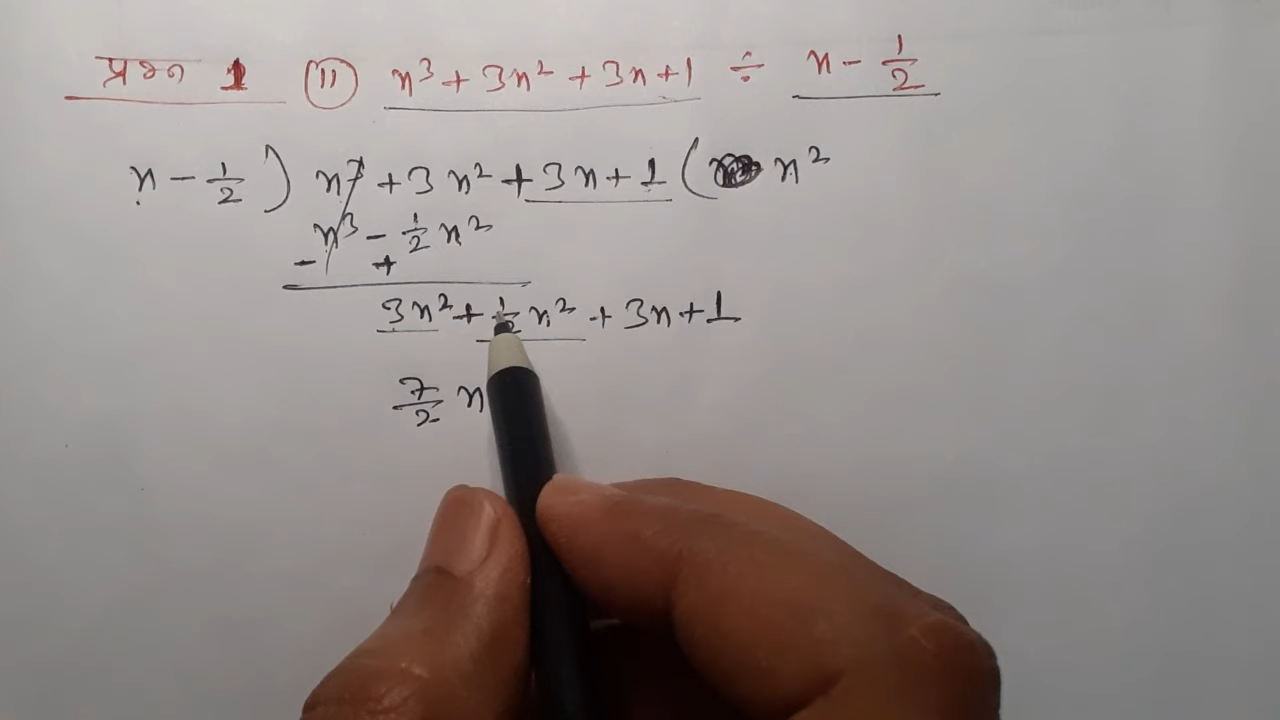 प्रश्न 1 (ii) x³ + 3x² + 3x + 1 ÷ x - 1/2
x - 1/2 ) x³ + 3x² + 3x + 1 ( x²
x³ - 1/2 x²
- +
3x² + 1/2 x² + 3x + 1
7/2 x